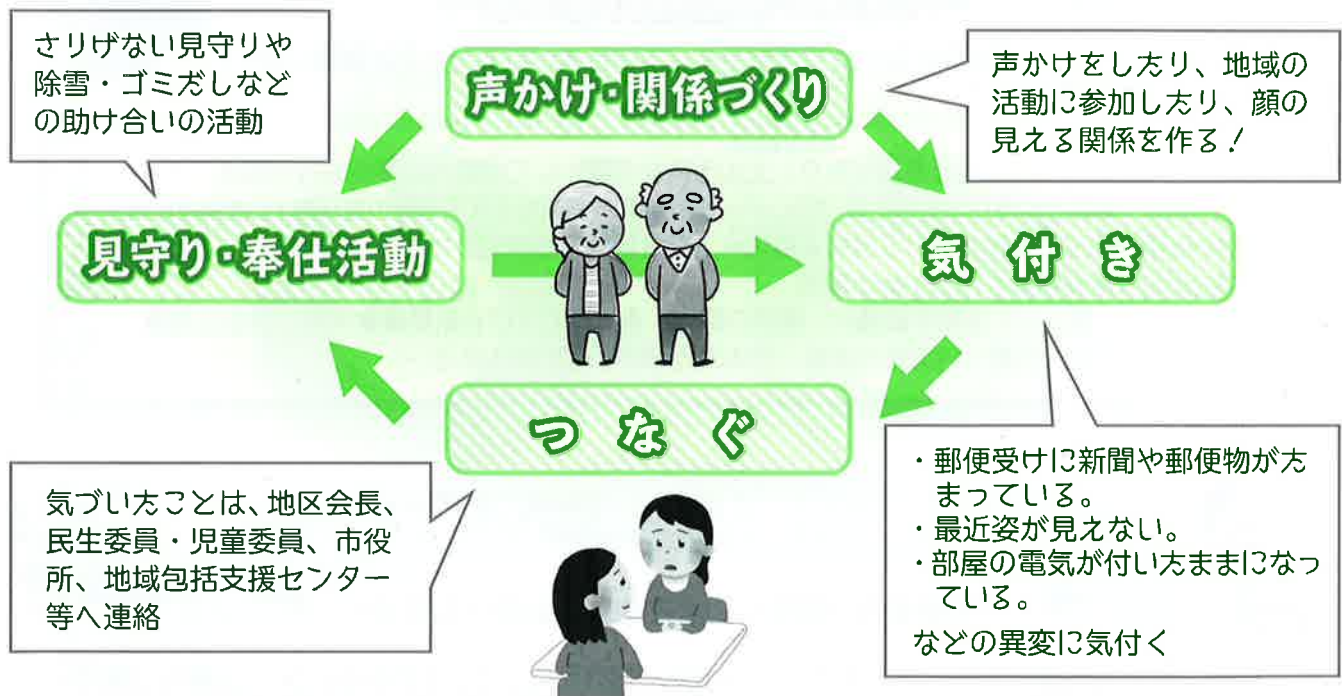 さりげない見守りや
除雪・ゴミだしなど
の助け合いの活動
声かけ・関係づくり
声かけをしたり、地域の
活動に参加したり、顔の
見える関係を作る！
見守り・奉仕活動
気付き
つなぐ
気づいたことは、地区会長、
民生委員・児童委員、市役
所、地域包括支援センター
等へ連絡
・郵便受けに新聞や郵便物がた
まっている。
・最近姿が見えない。
・部屋の電気が付いたままになっ
ている。
などの異変に気付く